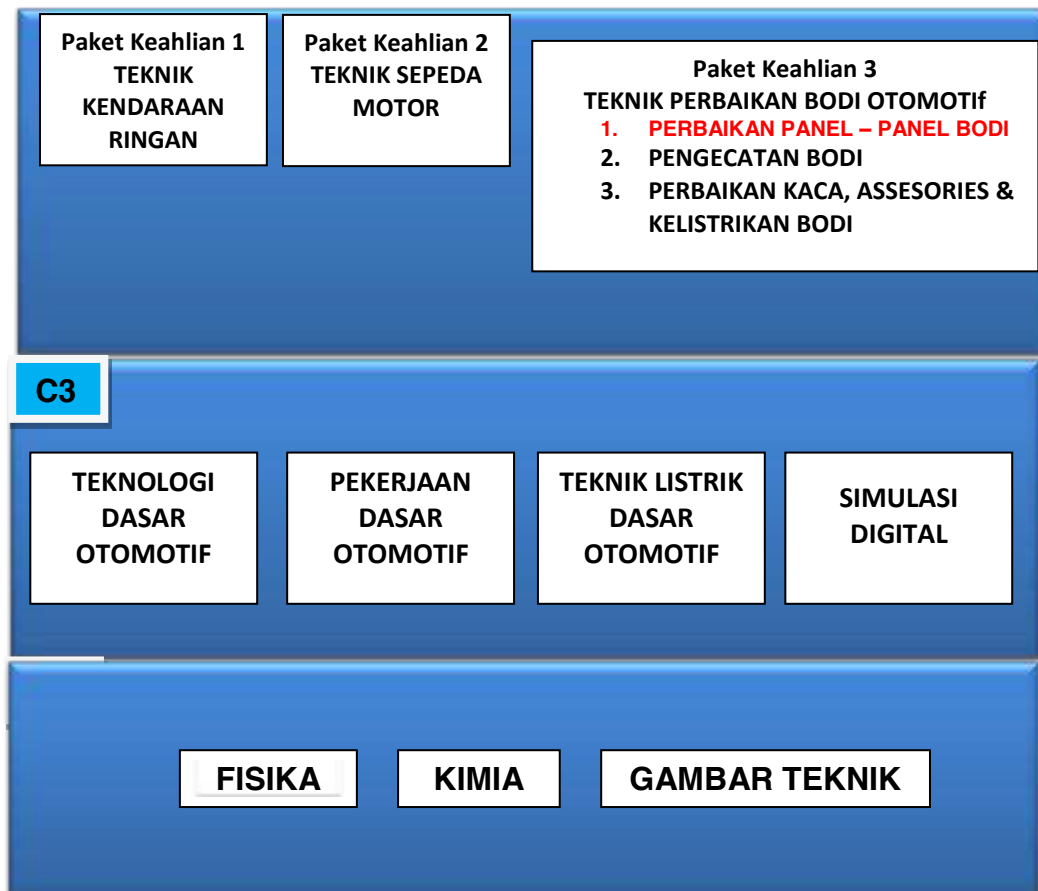 Paket Keahlian 1
TEKNIK
KENDARAAN
RINGAN
Paket Keahlian 2
TEKNIK SEPEDA
MOTOR
Paket Keahlian 3
TEKNIK PERBAIKAN BODI OTOMOTIf
1. PERBAIKAN PANEL – PANEL BODI
2. PENGECATAN BODI
3. PERBAIKAN KACA, ASSESORIES &
KELISTRIKAN BODI
C3
TEKNOLOGI
DASAR
OTOMOTIF
PEKERJAAN
DASAR
OTOMOTIF
TEKNIK LISTRIK
DASAR
OTOMOTIF
SIMULASI
DIGITAL
FISIKA
KIMIA
GAMBAR TEKNIK